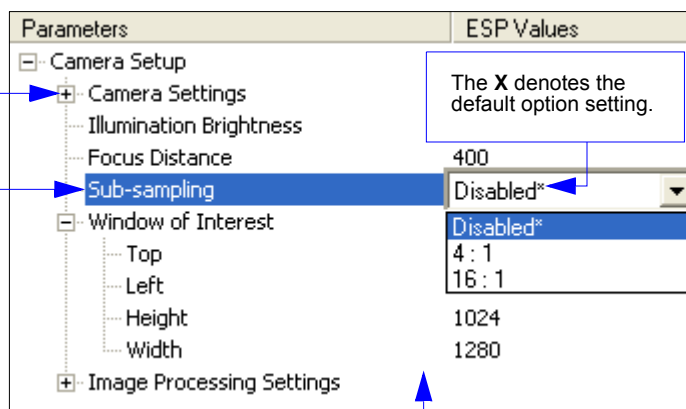 Parameters ESP Values
Camera Setup
The X denotes the
default option setting.
Camera Settings
Illumination Brightness
Focus Distance 400
Sub-sampling Disabled*
Window of Interest Disabled*
Top 4 : 1
Left 16 : 1
Height 1024
Width 1280
Image Processing Settings